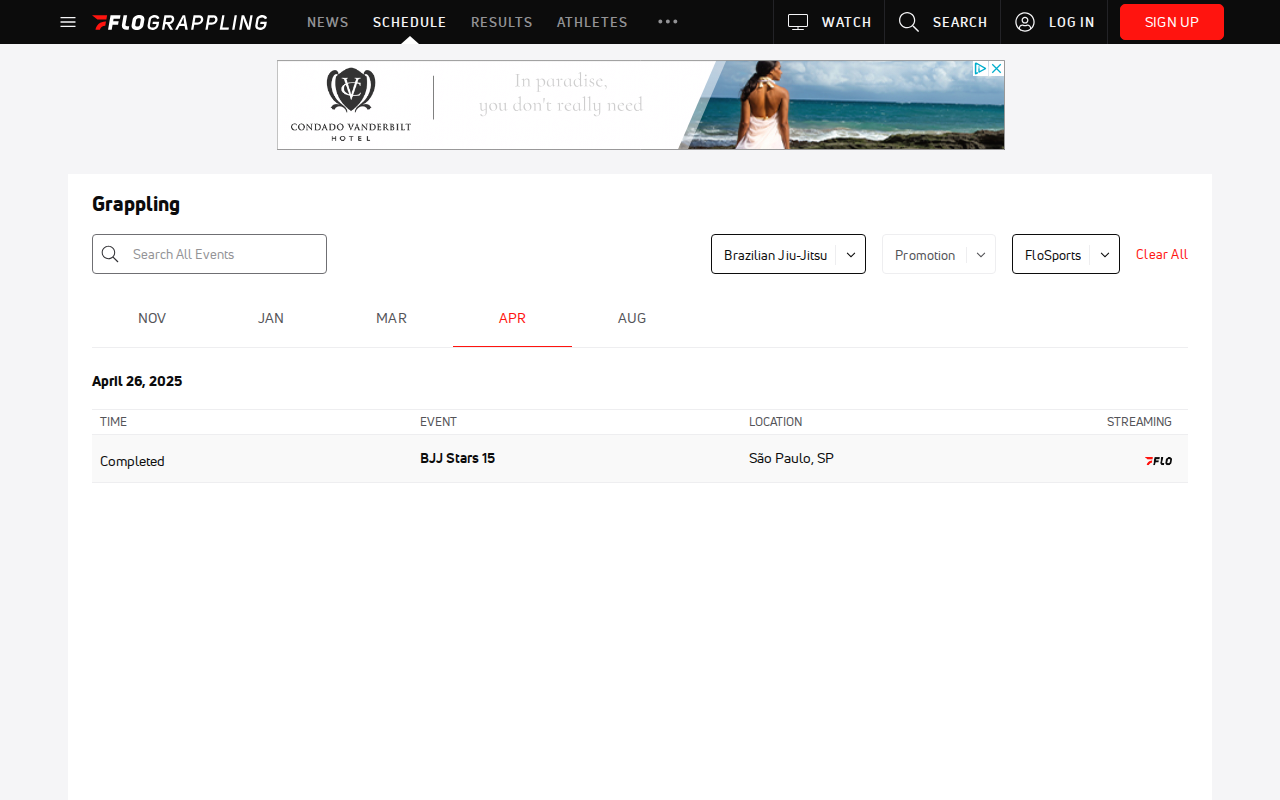 FLOGRAPPLING
NEWS
SCHEDULE
RESULTS
ATHLETES
WATCH
SEARCH
LOG IN
SIGN UP
CONDADO VANDERBILT
HOTEL
In paradise,
you don't really need
Grappling
Search All Events
Brazilian Jiu-Jitsu
Promotion
FloSports
Clear All
NOV
JAN
MAR
APR
AUG
April 26, 2025
TIME
EVENT
LOCATION
STREAMING
Completed
BJJ Stars 15
São Paulo, SP
FLO